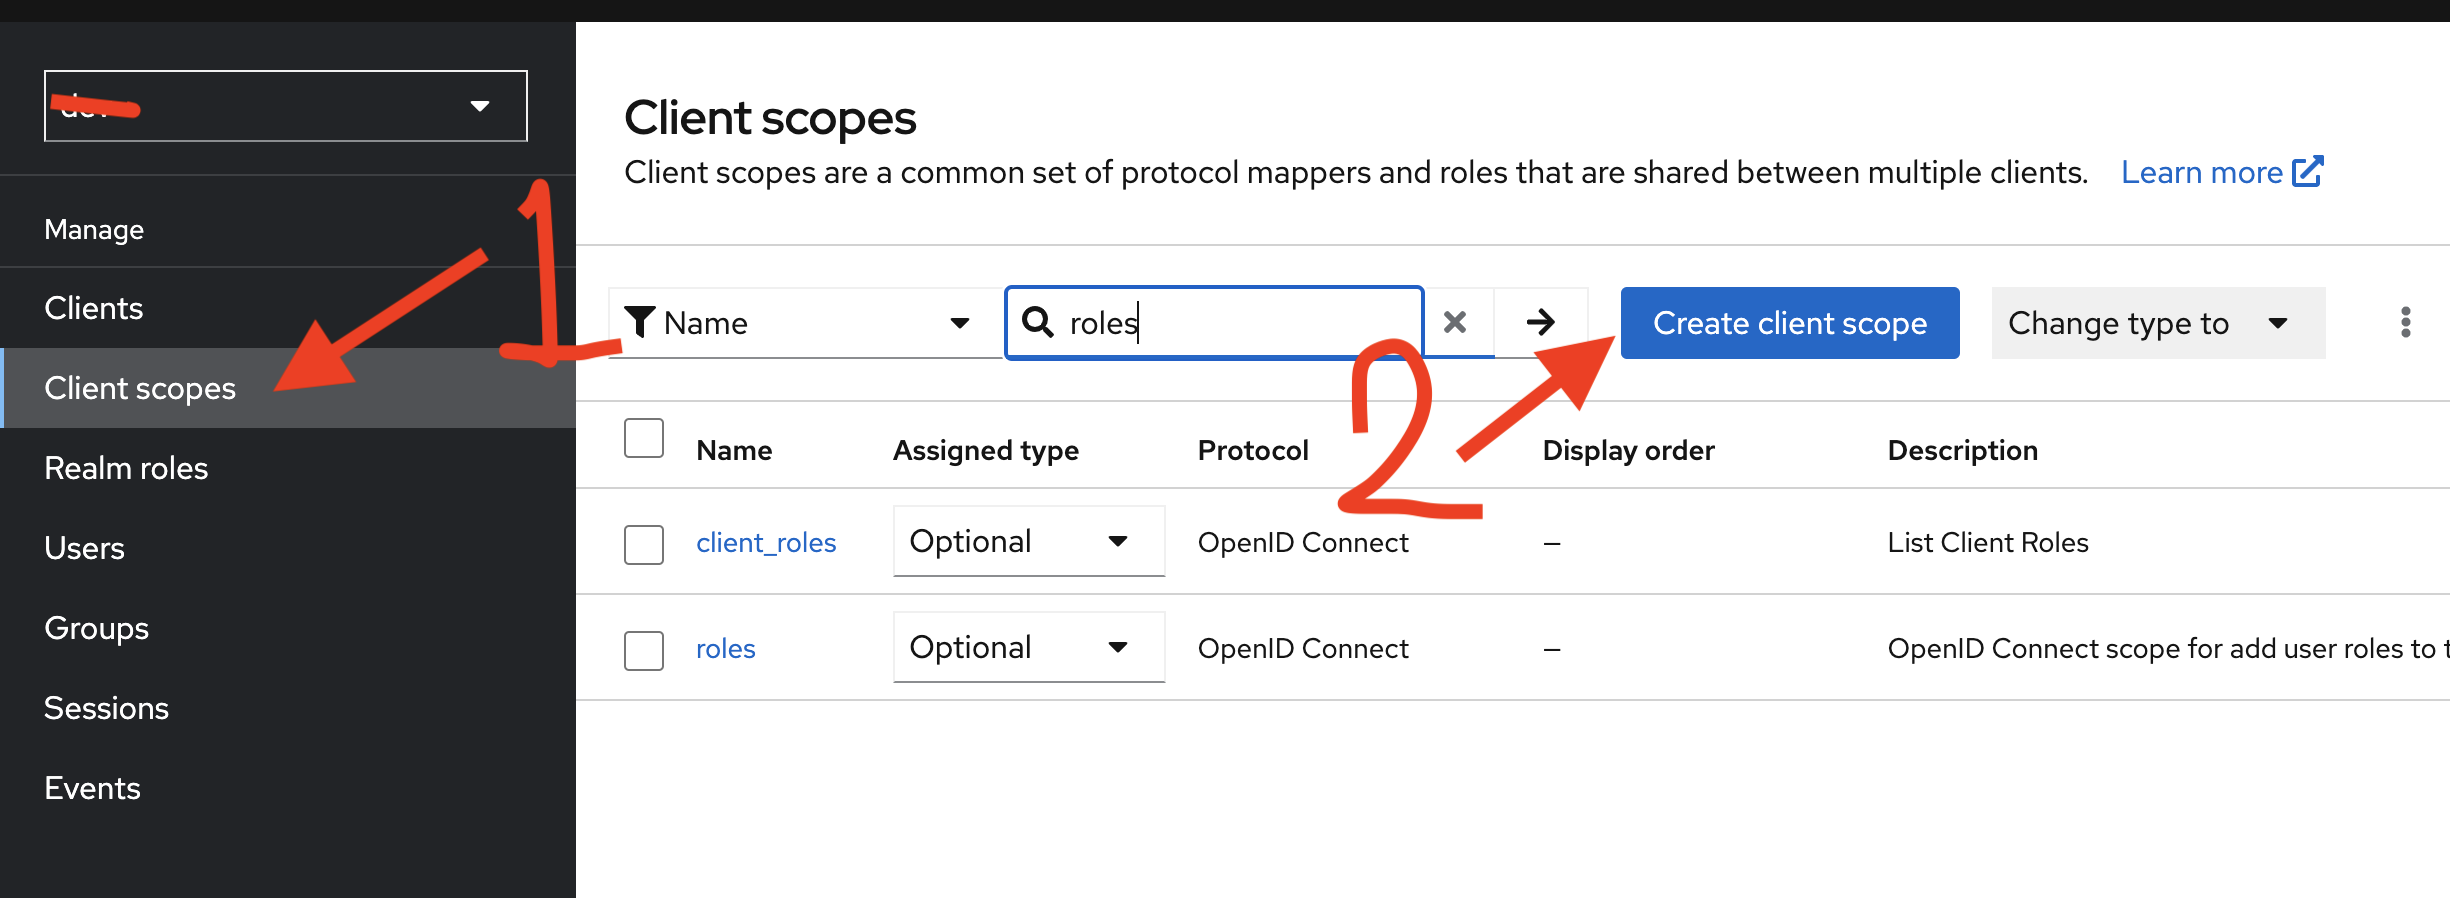 Manage
Clients
Client scopes
Realm roles
Users
Groups
Sessions
Events
1
Client scopes
Client scopes are a common set of protocol mappers and roles that are shared between multiple clients. Learn more
Name roles Create client scope Change type to
2
Name Assigned type Protocol Display order Description
client_roles Optional OpenID Connect – List Client Roles
roles Optional OpenID Connect – OpenID Connect scope for add user roles to t